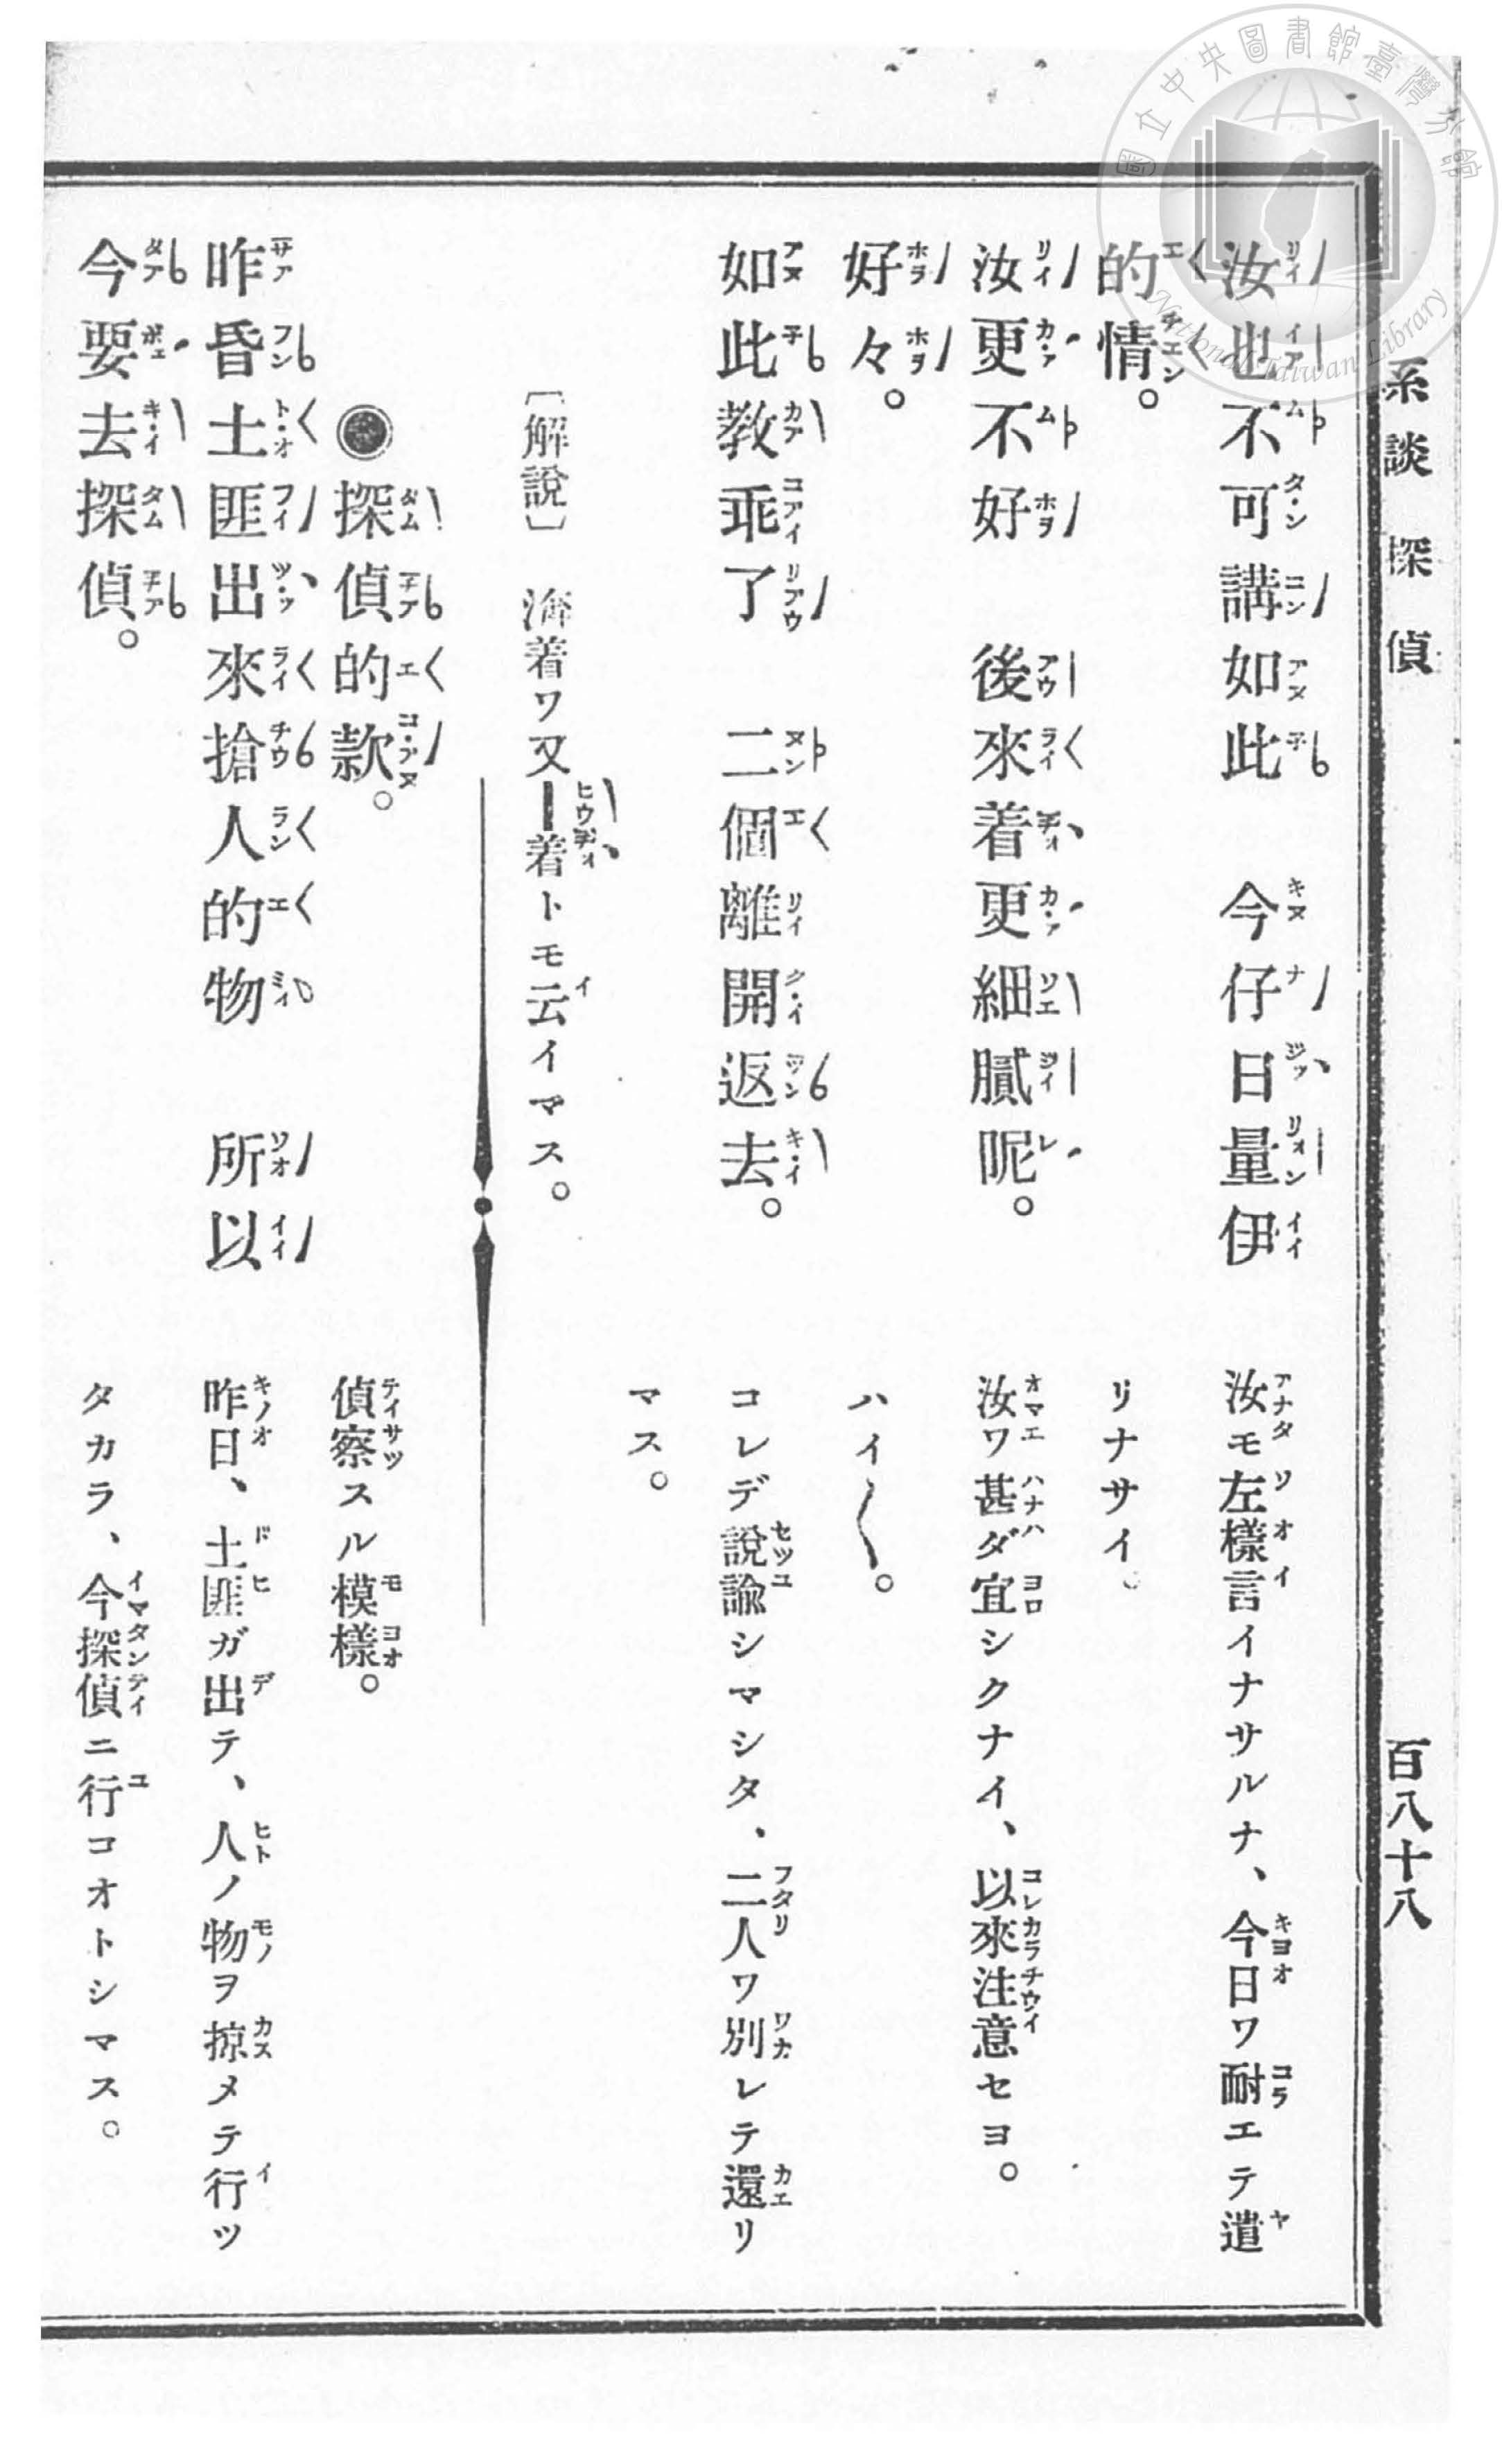 系談 探偵 百八十八
汝也不可講如此 今仔日量伊
汝モ左樣言イナサルナ、今日ワ耐エテ遣
的情。
リナサイ。
汝更不好 後來着更細膩呢。
汝ワ甚ダ宜シクナイ、以來注意セヨ。
好々。
ハイ〱。
如此教乖了 二個離開返去。
コレデ說諭シマシタ、二人ワ別レテ還リ
マス。
〔解說〕 着ワ又ー着トモ云イマス。
●探偵的款。
偵察スル模樣。
昨昏土匪出來搶人的物 所以
昨日、土匪ガ出テ、人ノ物ヲ掠メテ行ツ
今要去探偵。
タカラ、今探偵ニ行コオトシマス。
國立中央圖書館臺灣分館
National Taiwan Library